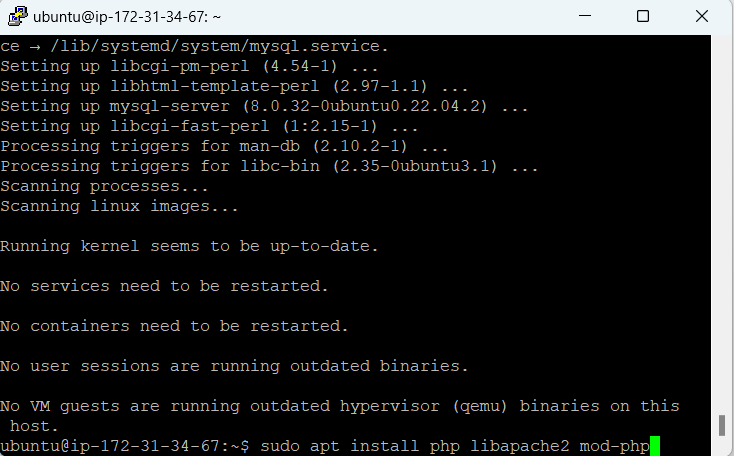 ubuntu@ip-172-31-34-67: ~
ce → /lib/systemd/system/mysql.service.
Setting up libcgi-pm-perl (4.54-1) ...
Setting up libhtml-template-perl (2.97-1.1) ...
Setting up mysql-server (8.0.32-0ubuntu0.22.04.2) ...
Setting up libcgi-fast-perl (1:2.15-1) ...
Processing triggers for man-db (2.10.2-1) ...
Processing triggers for libc-bin (2.35-0ubuntu3.1) ...
Scanning processes...
Scanning linux images...
Running kernel seems to be up-to-date.
No services need to be restarted.
No containers need to be restarted.
No user sessions are running outdated binaries.
No VM guests are running outdated hypervisor (qemu) binaries on this
 host.
ubuntu@ip-172-31-34-67:~$ sudo apt install php libapache2 mod-php